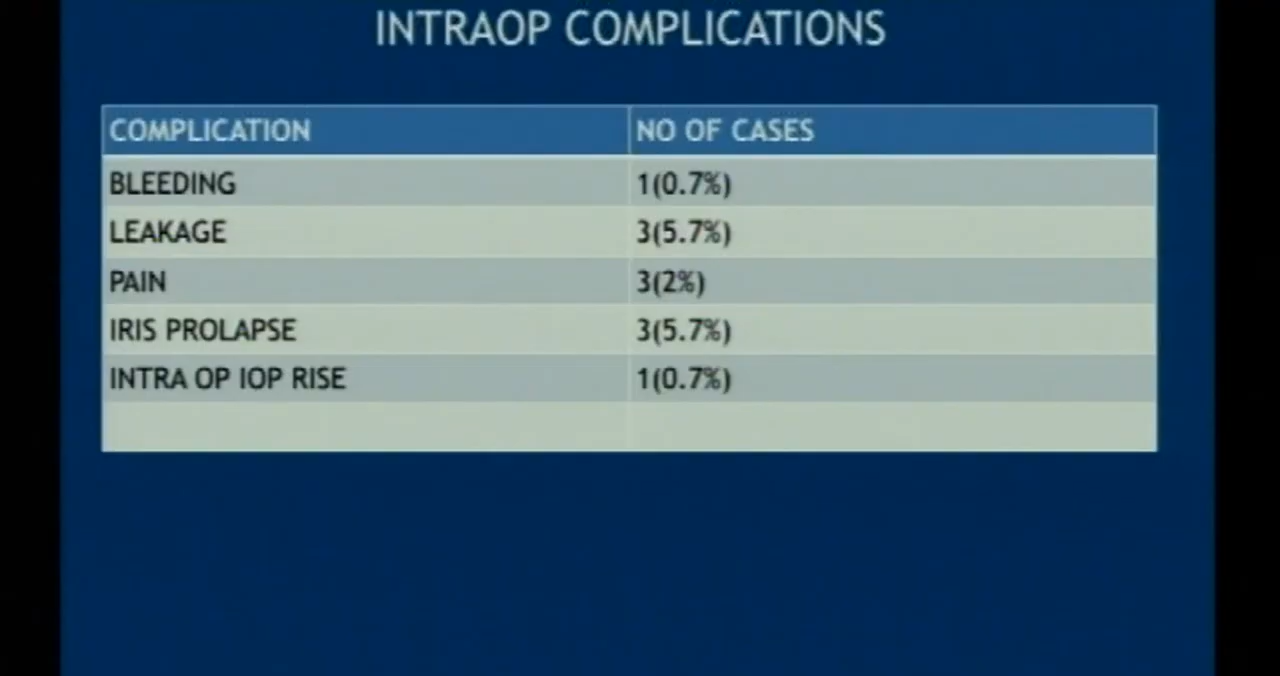 INTRAOP COMPLICATIONS
COMPLICATION NO OF CASES
BLEEDING 1(0.7%)
LEAKAGE 3(5.7%)
PAIN 3(2%)
IRIS PROLAPSE 3(5.7%)
INTRA OP IOP RISE 1(0.7%)